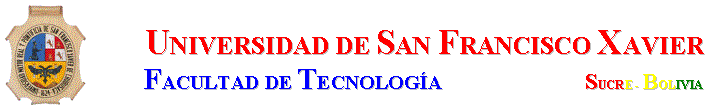 UNIVERSIDAD DE SAN FRANCISCO XAVIER
FACULTAD DE TECNOLOGÍA SUCRE - BOLIVIA